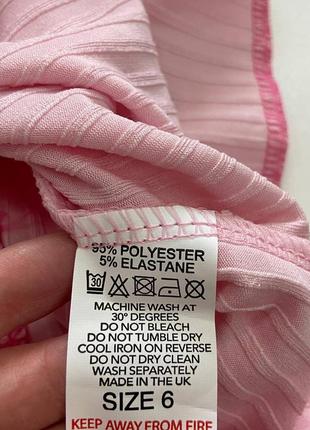 95% POLYESTER
5% ELASTANE
30
MACHINE WASH AT
30° DEGREES
DO NOT BLEACH
DO NOT TUMBLE DRY
COOL IRON ON REVERSE
DO NOT DRY CLEAN
WASH SEPARATELY
MADE IN THE UK
SIZE 6
KEEP AWAY FROM FIRE